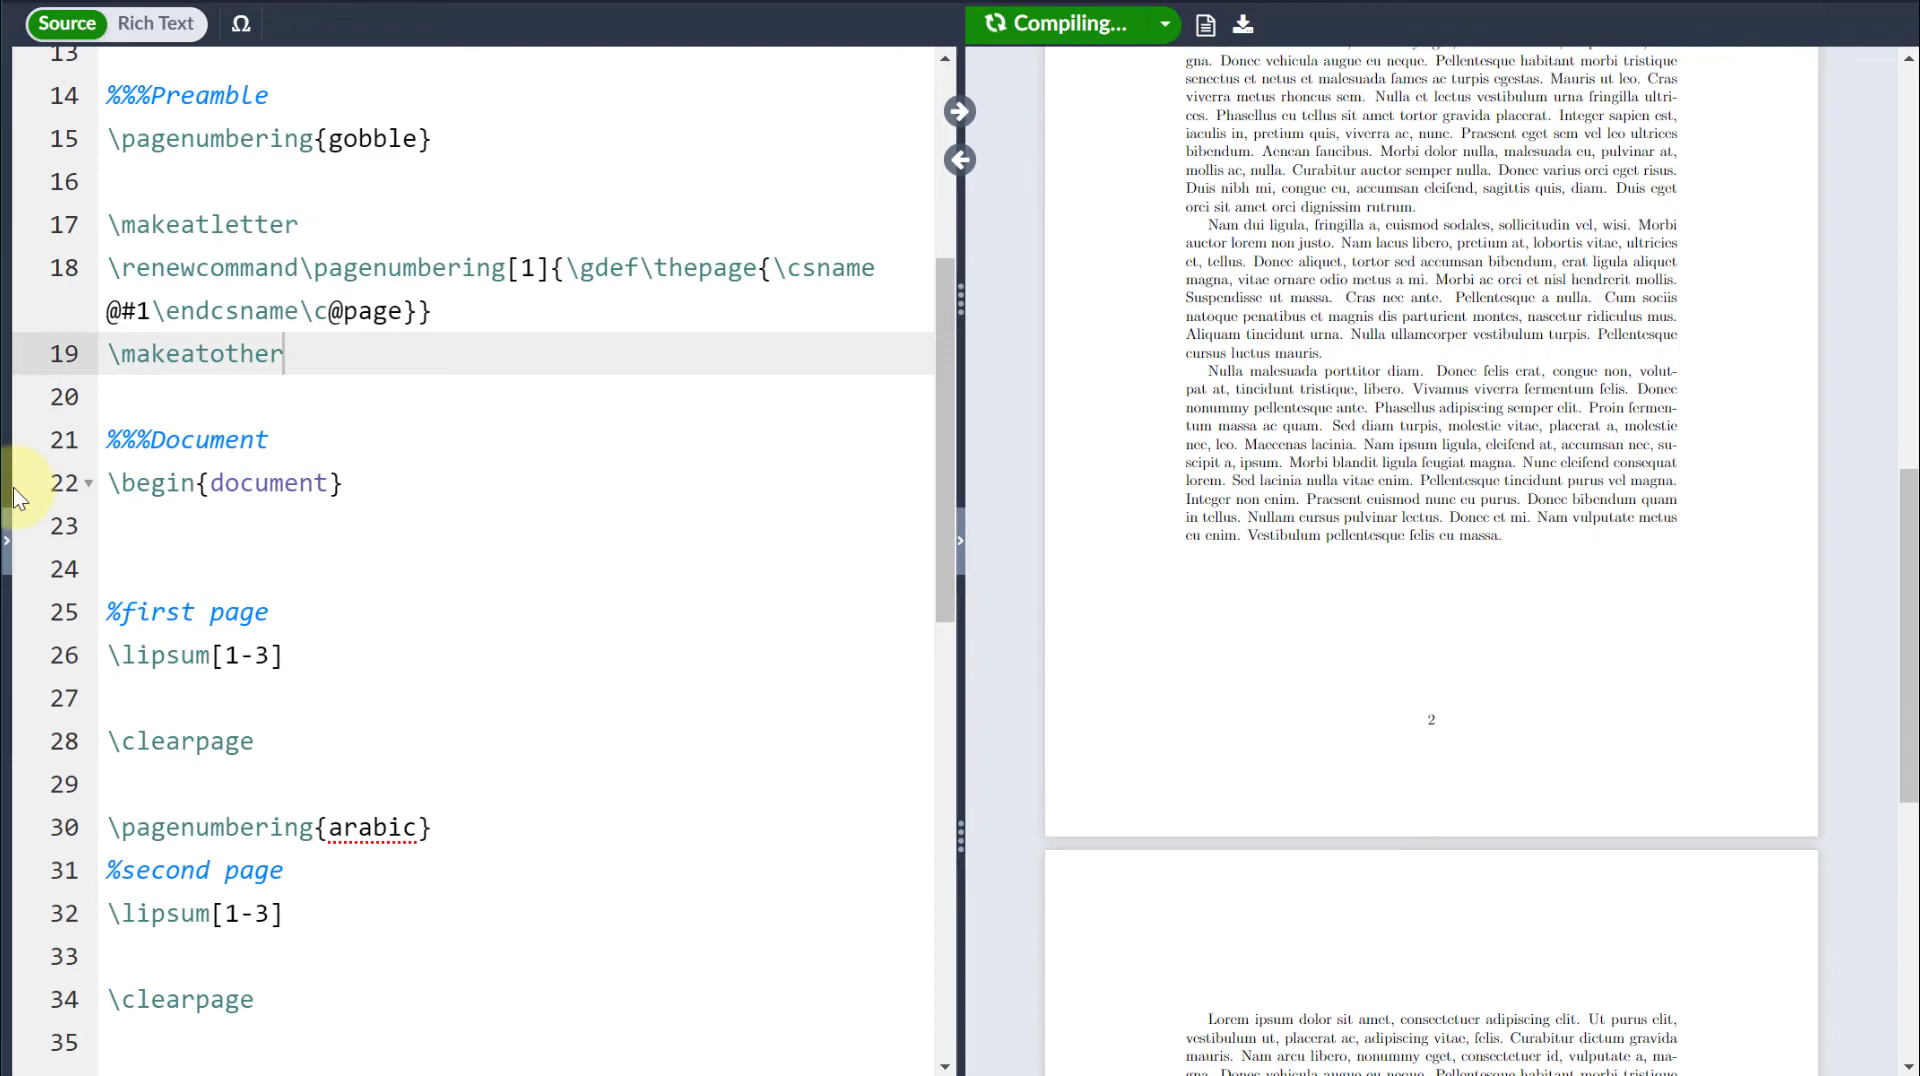 Source Rich Text Ω
Compiling...
13
14 %%%Preamble
15 \pagenumbering{gobble}
16
17 \makeatletter
18 \renewcommand\pagenumbering[1]{\gdef\thepage{\csname
@#1\endcsname\c@page}}
19 \makeatother
20
21 %%%Document
22 \begin{document}
23
24
25 %first page
26 \lipsum[1-3]
27
28 \clearpage
29
30 \pagenumbering{arabic}
31 %second page
32 \lipsum[1-3]
33
34 \clearpage
35
gna. Donec vehicula augue eu neque. Pellentesque habitant morbi tristique
senectus et netus et malesuada fames ac turpis egestas. Mauris ut leo. Cras
viverra metus rhoncus sem. Nulla et lectus vestibulum urna fringilla ultri-
ces. Phasellus eu tellus sit amet tortor gravida placerat. Integer sapien est,
iaculis in, pretium quis, viverra ac, nunc. Praesent eget sem vel leo ultrices
bibendum. Aenean faucibus. Morbi dolor nulla, malesuada eu, pulvinar at,
mollis ac, nulla. Curabitur auctor semper nulla. Donec varius orci eget risus.
Duis nibh mi, congue eu, accumsan eleifend, sagittis quis, diam. Duis eget
orci sit amet orci dignissim rutrum.
Nam dui ligula, fringilla a, euismod sodales, sollicitudin vel, wisi. Morbi
auctor lorem non justo. Nam lacus libero, pretium at, lobortis vitae, ultricies
et, tellus. Donec aliquet, tortor sed accumsan bibendum, erat ligula aliquet
magna, vitae ornare odio metus a mi. Morbi ac orci et nisl hendrerit mollis.
Suspendisse ut massa. Cras nec ante. Pellentesque a nulla. Cum sociis
natoque penatibus et magnis dis parturient montes, nascetur ridiculus mus.
Aliquam tincidunt urna. Nulla ullamcorper vestibulum turpis. Pellentesque
cursus luctus mauris.
Nulla malesuada porttitor diam. Donec felis erat, congue non, volut-
pat at, tincidunt tristique, libero. Vivamus viverra fermentum felis. Donec
nonummy pellentesque ante. Phasellus adipiscing semper elit. Proin fermen-
tum massa ac quam. Sed diam turpis, molestie vitae, placerat a, molestie
nec, leo. Maecenas lacinia. Nam ipsum ligula, eleifend at, accumsan nec, su-
scipit a, ipsum. Morbi blandit ligula feugiat magna. Nunc eleifend consequat
lorem. Sed lacinia nulla vitae enim. Pellentesque tincidunt purus vel magna.
Integer non enim. Praesent euismod nunc eu purus. Donec bibendum quam
in tellus. Nullam cursus pulvinar lectus. Donec et mi. Nam vulputate metus
eu enim. Vestibulum pellentesque felis eu massa.
2
Lorem ipsum dolor sit amet, consectetuer adipiscing elit. Ut purus elit,
vestibulum ut, placerat ac, adipiscing vitae, felis. Curabitur dictum gravida
mauris. Nam arcu libero, nonummy eget, consectetuer id, vulputate a, ma-
gna. Donec vehicula augue eu neque. Pellentesque habitant morbi tristique